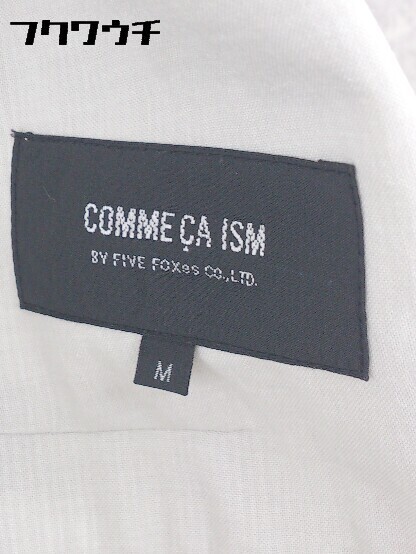 フクワウチ
COMME ÇA ISM
BY FIVE FOXes CO.,LTD.
M